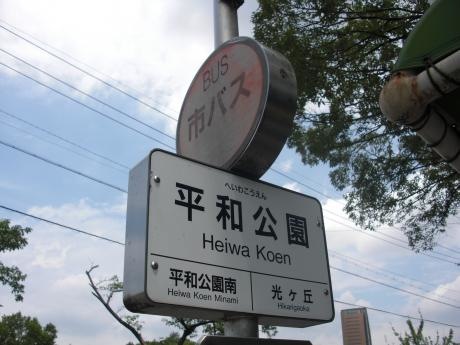 BUS
市バス
へいわこうえん
平和公園
Heiwa Koen
平和公園南
Heiwa Koen Minami
光ヶ丘
Hikarigaoka